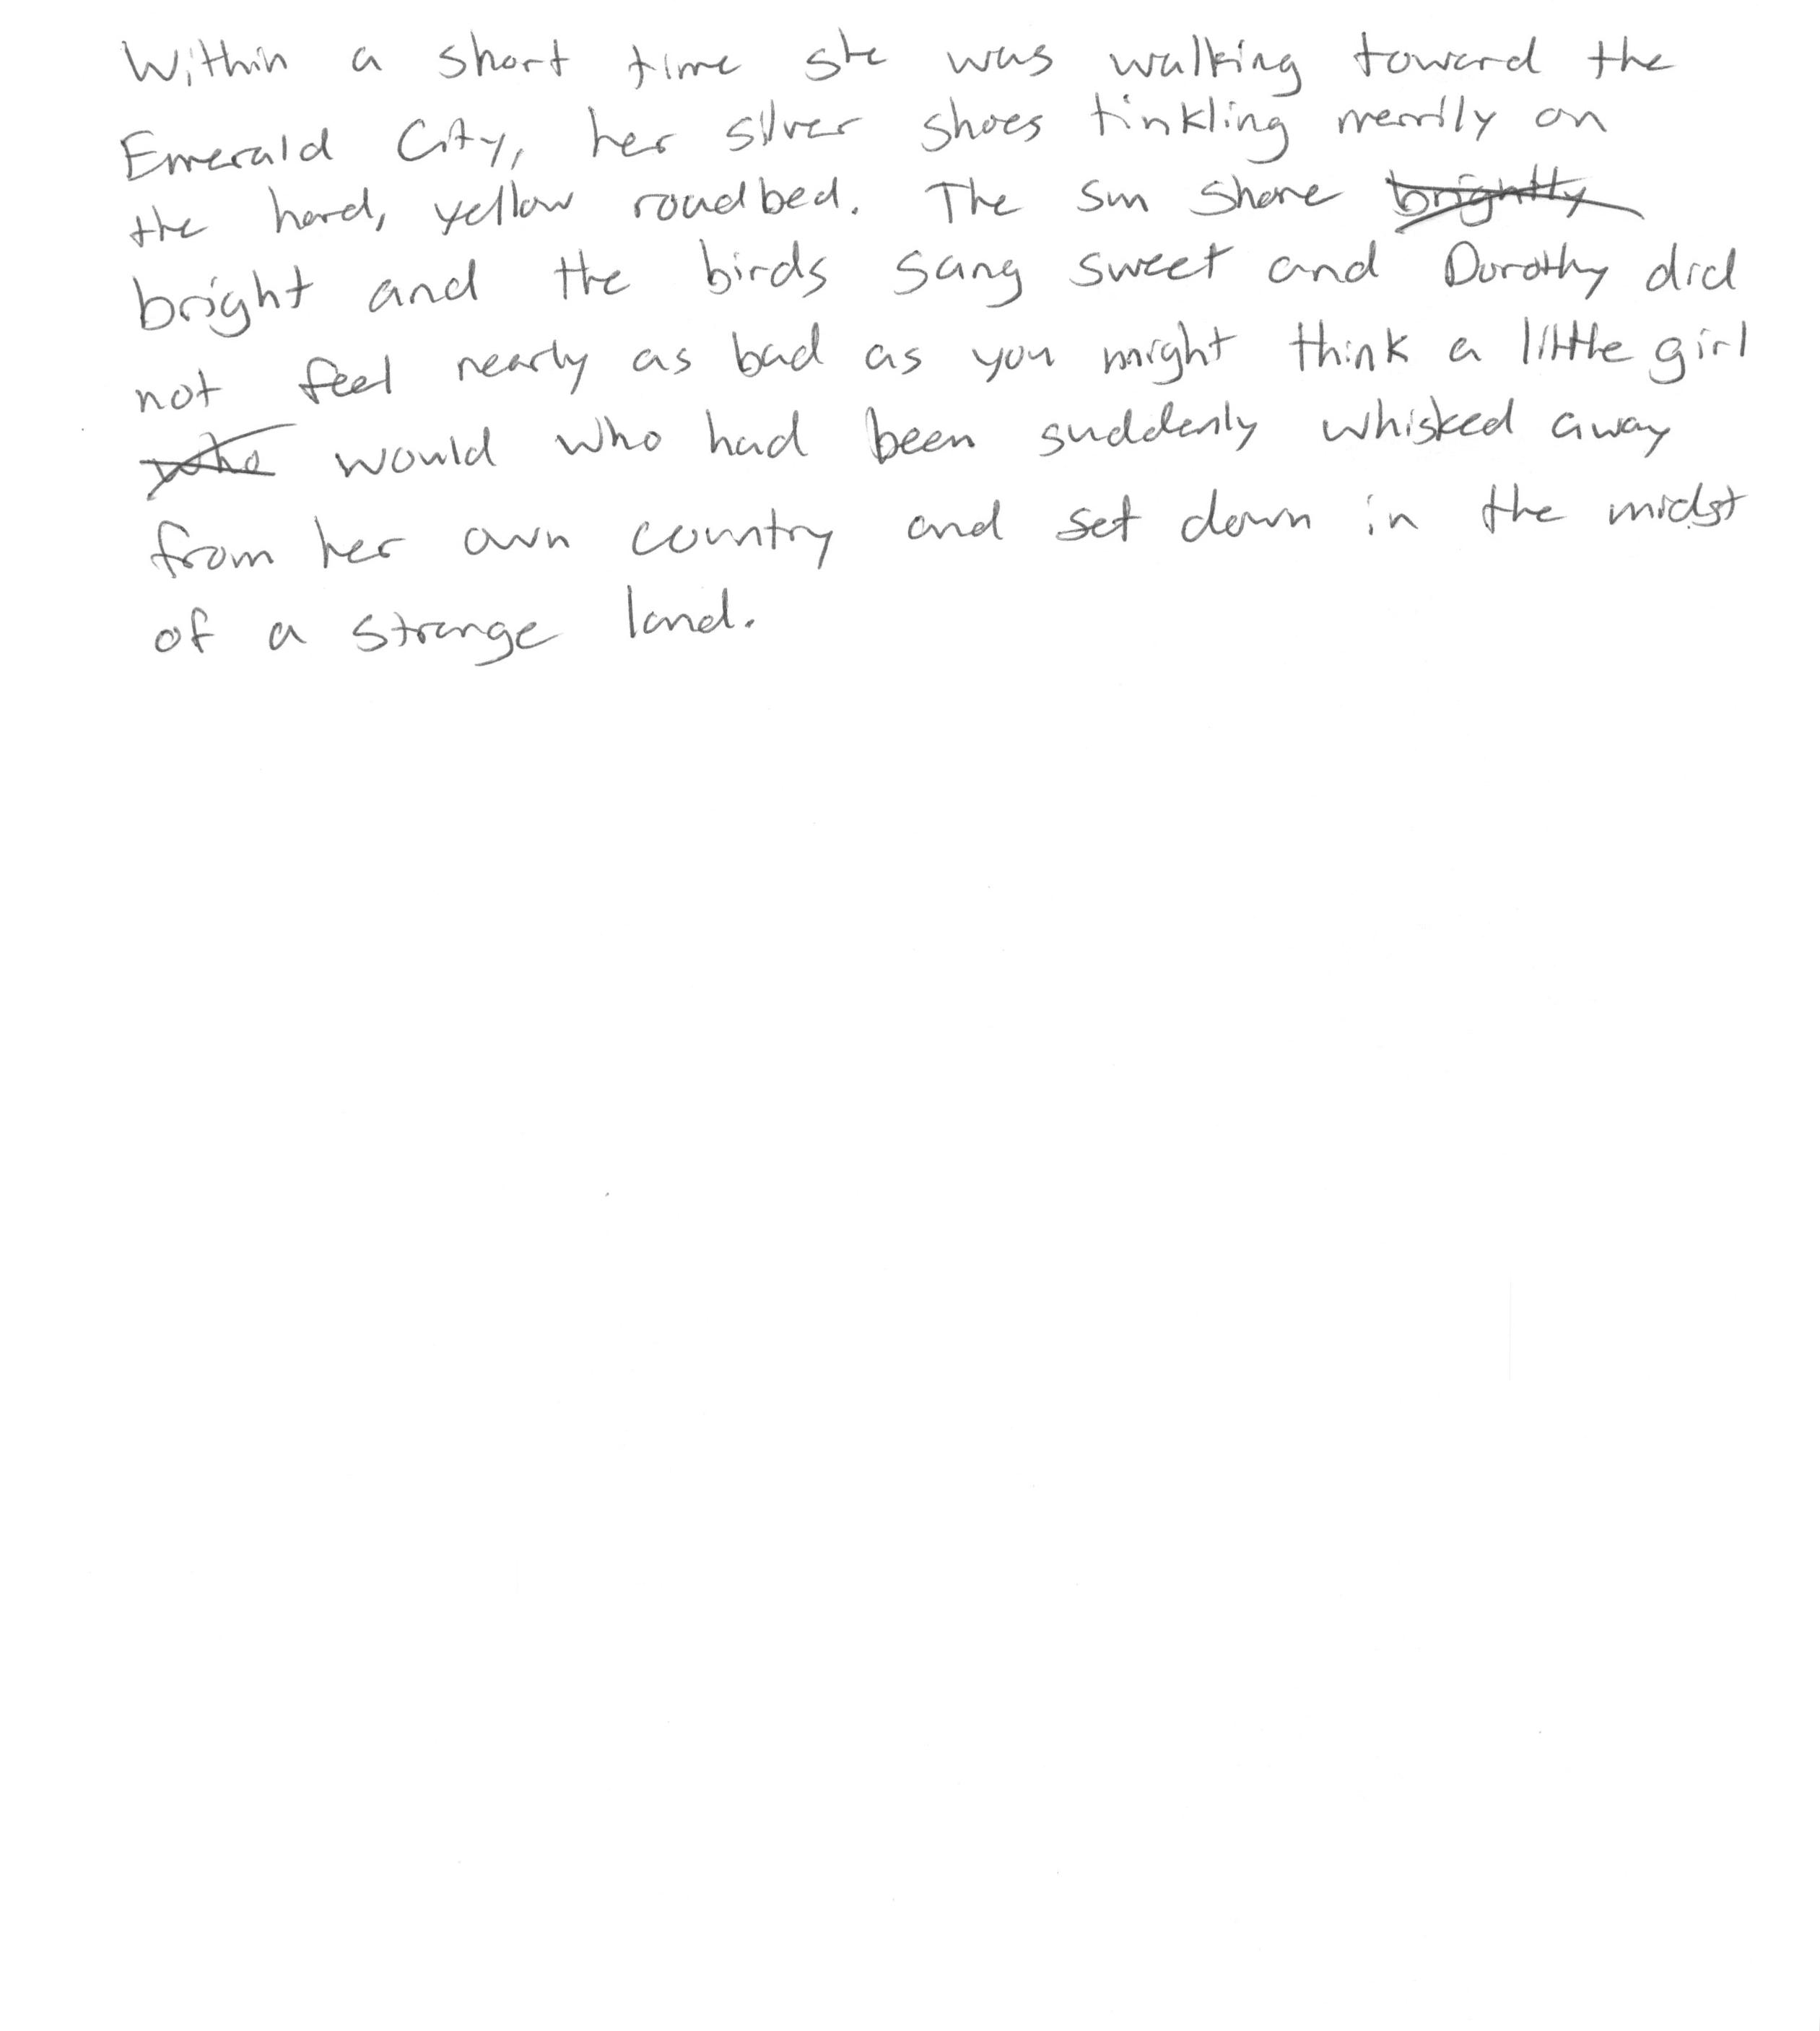 Within a short time she was walking toward the
Emerald City, her silver shoes tinkling merrily on
the hard, yellow roadbed. The sun shone brightly
bright and the birds sang sweet and Dorothy did
not feel nearly as bad as you might think a little girl
who would who had been suddenly whisked away
from her own country and set down in the midst
of a strange land.